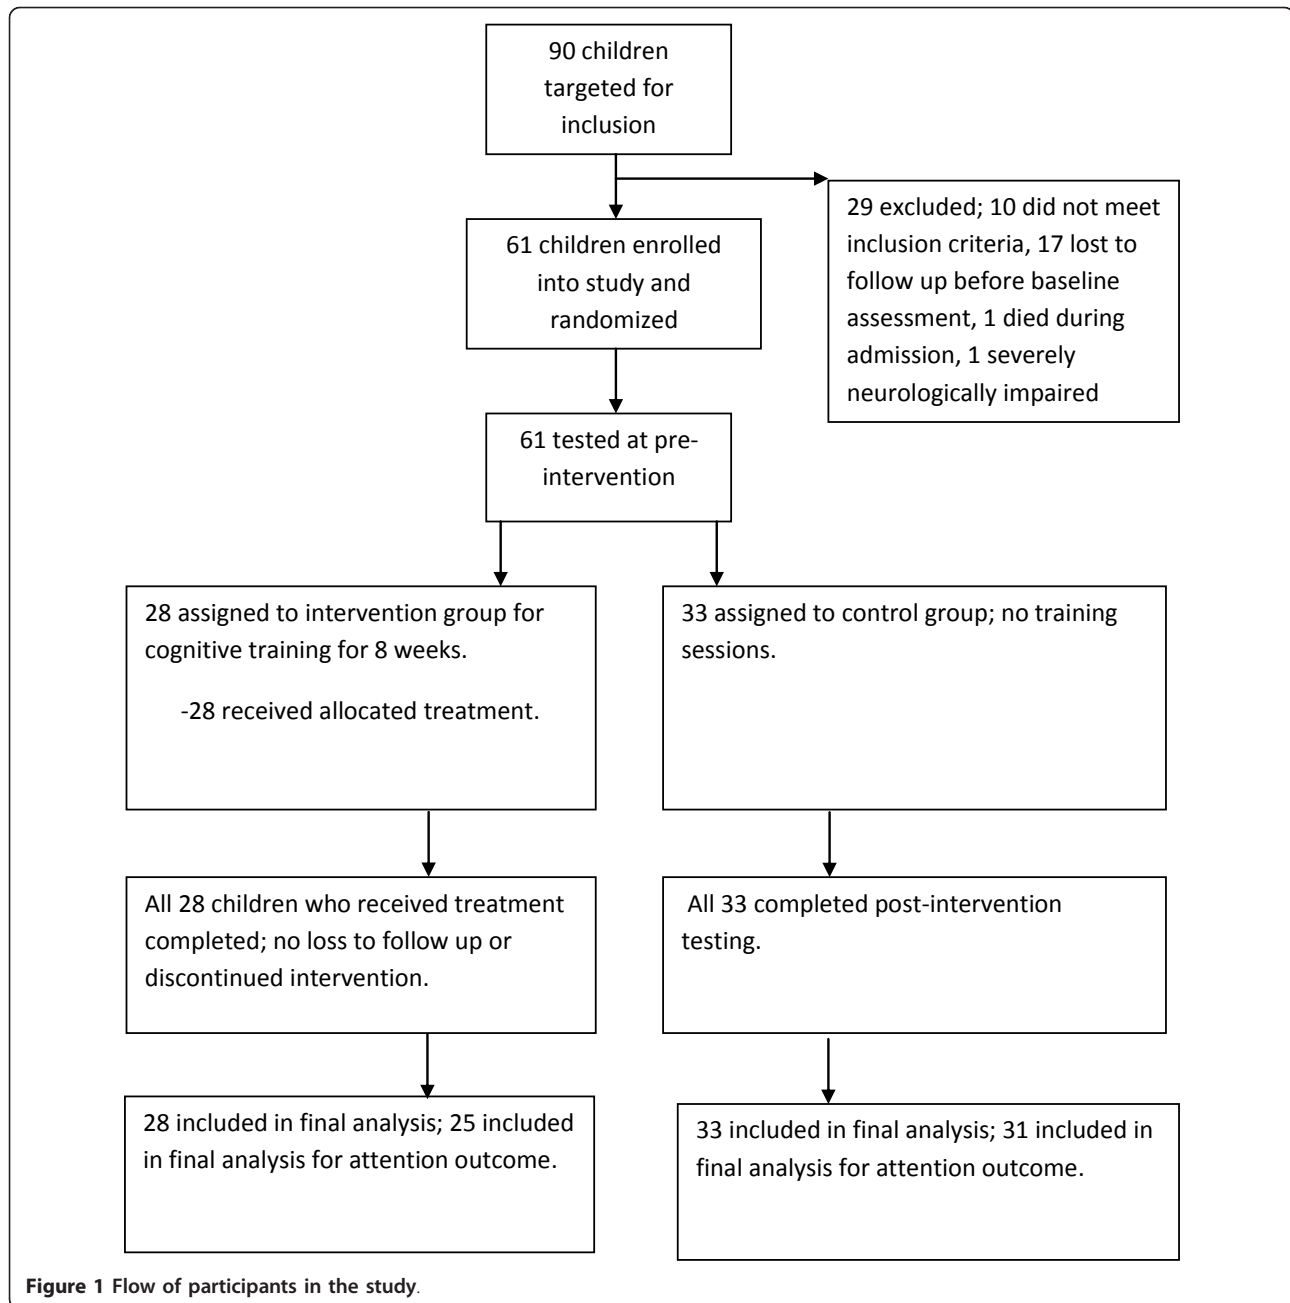 90 children
targeted for
inclusion
29 excluded; 10 did not meet
inclusion criteria, 17 lost to
follow up before baseline
assessment, 1 died during
admission, 1 severely
neurologically impaired
61 children enrolled
into study and
randomized
61 tested at pre-
intervention
28 assigned to intervention group for
cognitive training for 8 weeks.
-28 received allocated treatment.
33 assigned to control group; no training
sessions.
All 28 children who received treatment
completed; no loss to follow up or
discontinued intervention.
All 33 completed post-intervention
testing.
28 included in final analysis; 25 included
in final analysis for attention outcome.
33 included in final analysis; 31 included in
final analysis for attention outcome.
Figure 1 Flow of participants in the study.